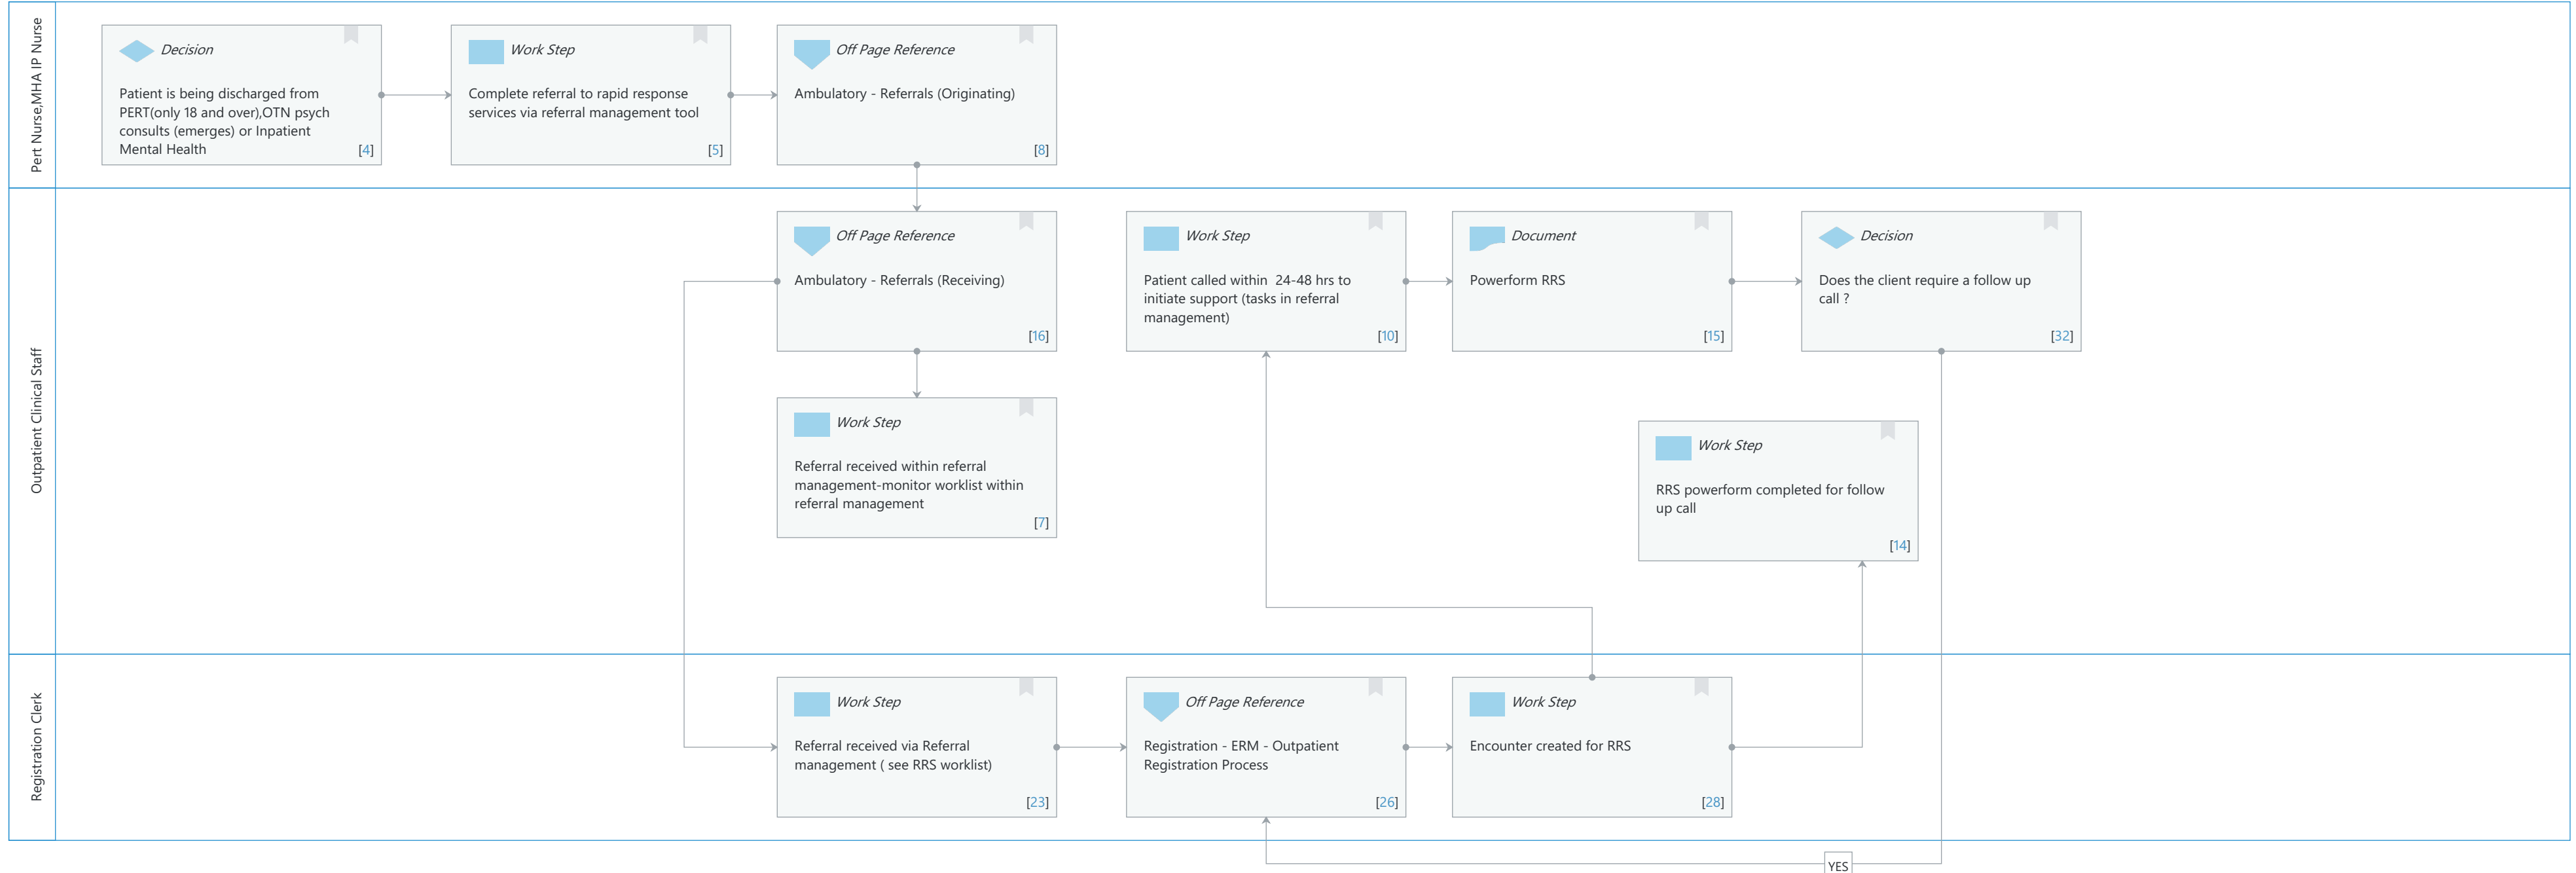 Pert Nurse,MHA IP Nurse
Decision
Patient is being discharged from
PERT(only 18 and over),OTN psych
consults (emerges) or Inpatient
Mental Health
[4]
Work Step
Complete referral to rapid response
services via referral management tool
[5]
Off Page Reference
Ambulatory - Referrals (Originating)
[8]
Outpatient Clinical Staff
Off Page Reference
Ambulatory - Referrals (Receiving)
[16]
Work Step
Patient called within  24-48 hrs to
initiate support (tasks in referral
management)
[10]
Document
Powerform RRS
[15]
Decision
Does the client require a follow up
call ?
[32]
Work Step
Referral received within referral
management-monitor worklist within
referral management
[7]
Work Step
RRS powerform completed for follow
up call
[14]
Registration Clerk
Work Step
Referral received via Referral
management ( see RRS worklist)
[23]
Off Page Reference
Registration - ERM - Outpatient
Registration Process
[26]
Work Step
Encounter created for RRS
[28]
YES